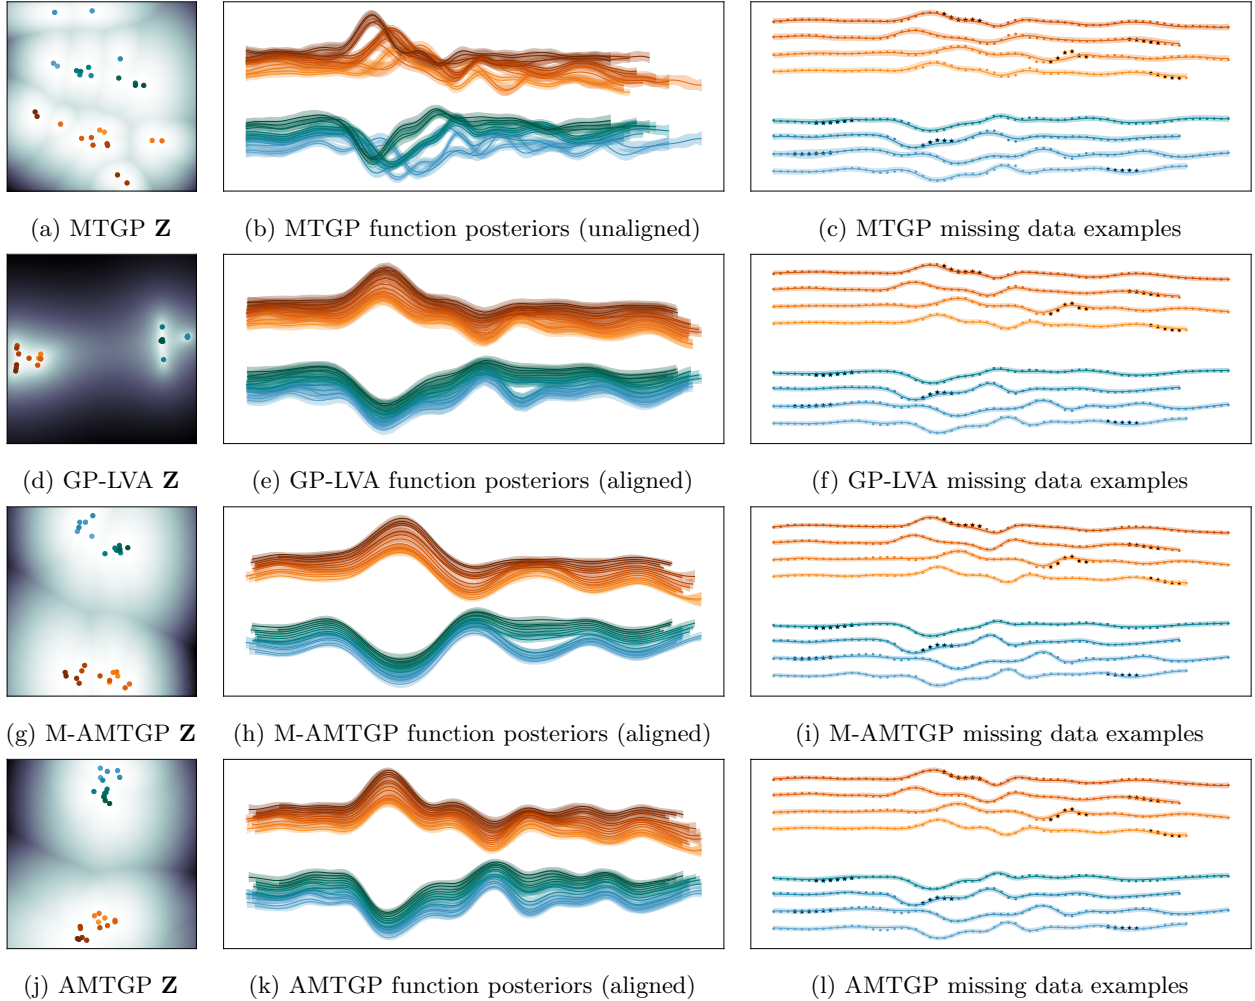 (a) MTGP Z
(b) MTGP function posteriors (unaligned)
(c) MTGP missing data examples
(d) GP-LVA Z
(e) GP-LVA function posteriors (aligned)
(f) GP-LVA missing data examples
(g) M-AMTGP Z
(h) M-AMTGP function posteriors (aligned)
(i) M-AMTGP missing data examples
(j) AMTGP Z
(k) AMTGP function posteriors (aligned)
(l) AMTGP missing data examples